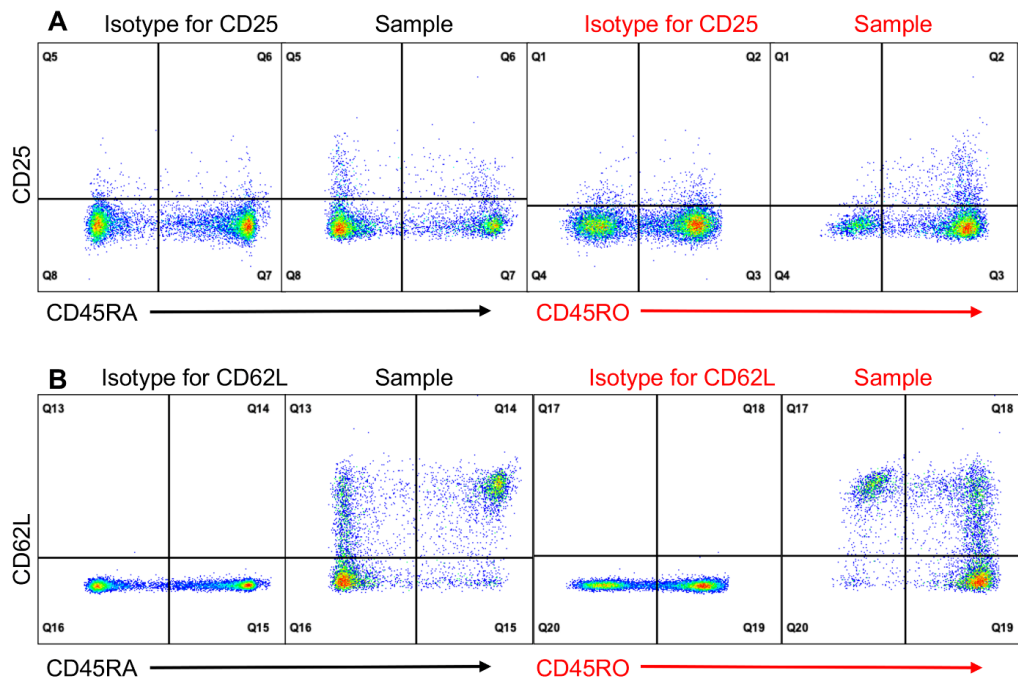 A
Isotype for CD25 Sample Isotype for CD25 Sample
Q5 Q6 Q5 Q6 Q1 Q2 Q1 Q2
CD25
Q8 Q7 Q8 Q7 Q4 Q3 Q4 Q3
CD45RA CD45RO
B
Isotype for CD62L Sample Isotype for CD62L Sample
Q13 Q14 Q13 Q14 Q17 Q18 Q17 Q18
CD62L
Q16 Q15 Q16 Q15 Q20 Q19 Q20 Q19
CD45RA CD45RO